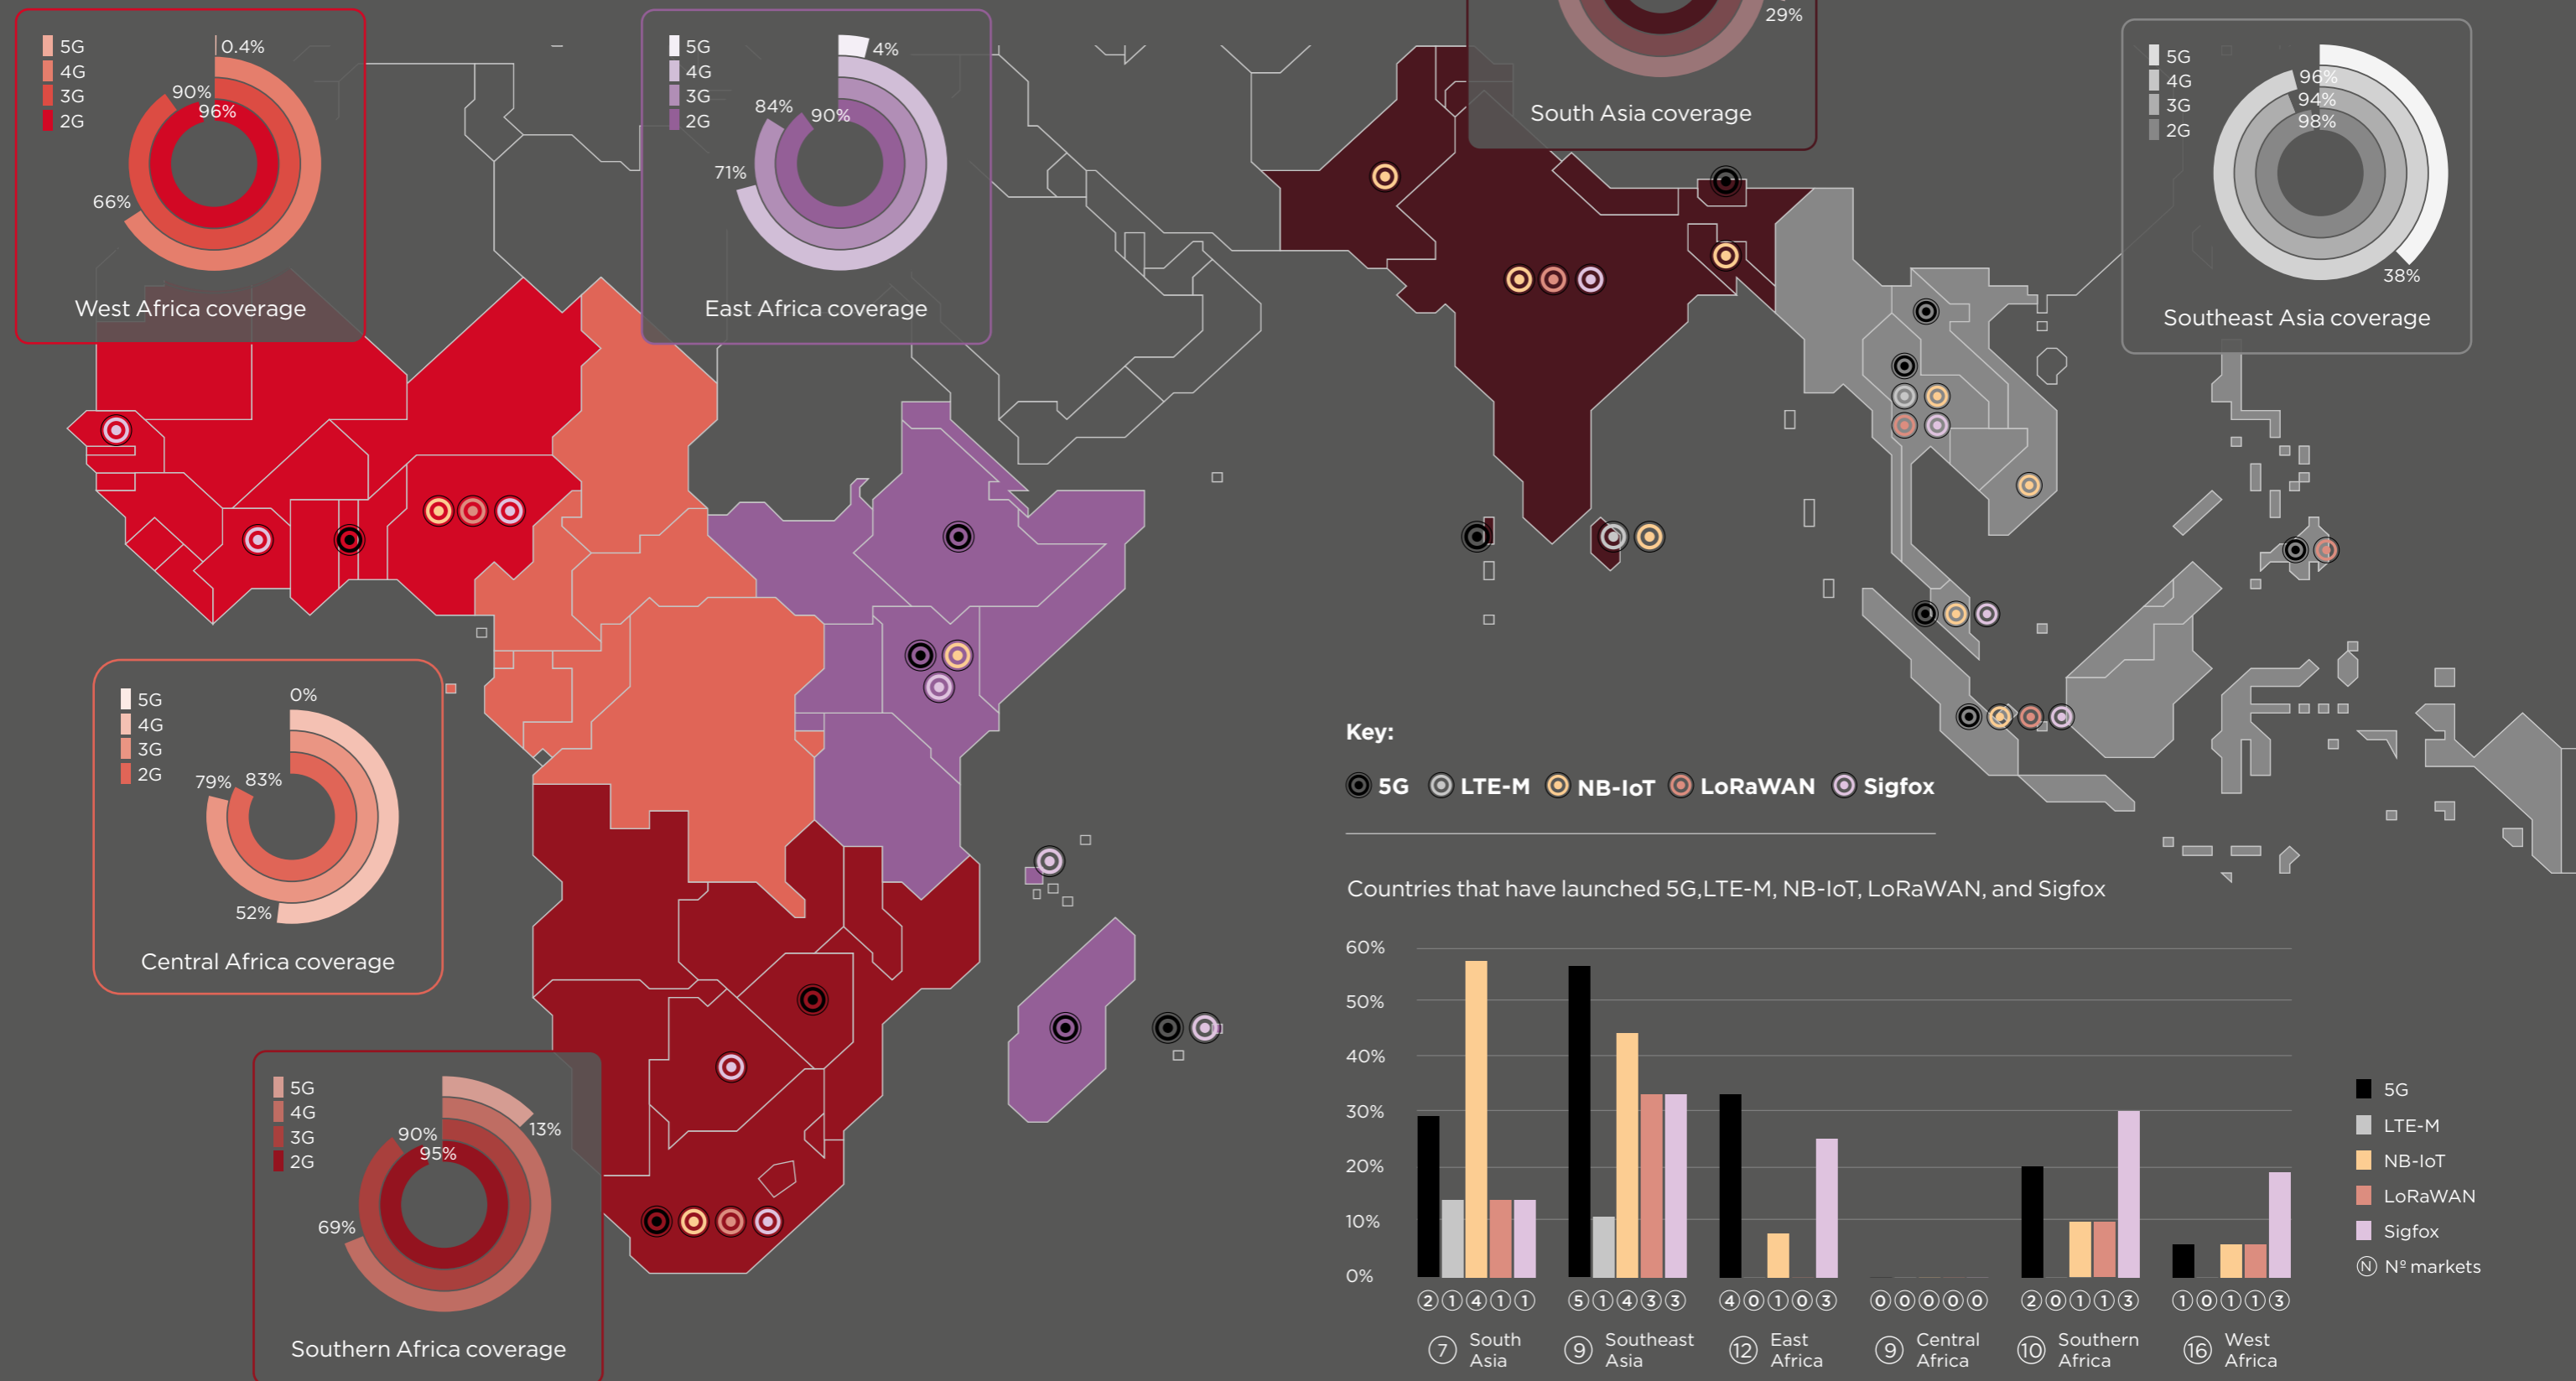 5G
4G
3G
2G
0.4%
90%
96%
66%
West Africa coverage
5G
4G
3G
2G
4%
84%
90%
71%
East Africa coverage
29%
South Asia coverage
5G
4G
3G
2G
96%
94%
98%
38%
Southeast Asia coverage
5G
4G
3G
2G
0%
79%
83%
52%
Central Africa coverage
5G
4G
3G
2G
13%
90%
95%
69%
Southern Africa coverage
Key:
5G LTE-M NB-IoT LoRaWAN Sigfox
Countries that have launched 5G,LTE-M, NB-IoT, LoRaWAN, and Sigfox
60%
50%
40%
30%
20%
10%
0%
2 1 4 1 1
5 1 4 3 3
4 0 1 0 3
0 0 0 0 0
2 0 1 1 3
1 0 1 1 3
7 South
Asia
9 Southeast
Asia
12 East
Africa
9 Central
Africa
10 Southern
Africa
16 West
Africa
5G
LTE-M
NB-IoT
LoRaWAN
Sigfox
N Nº markets